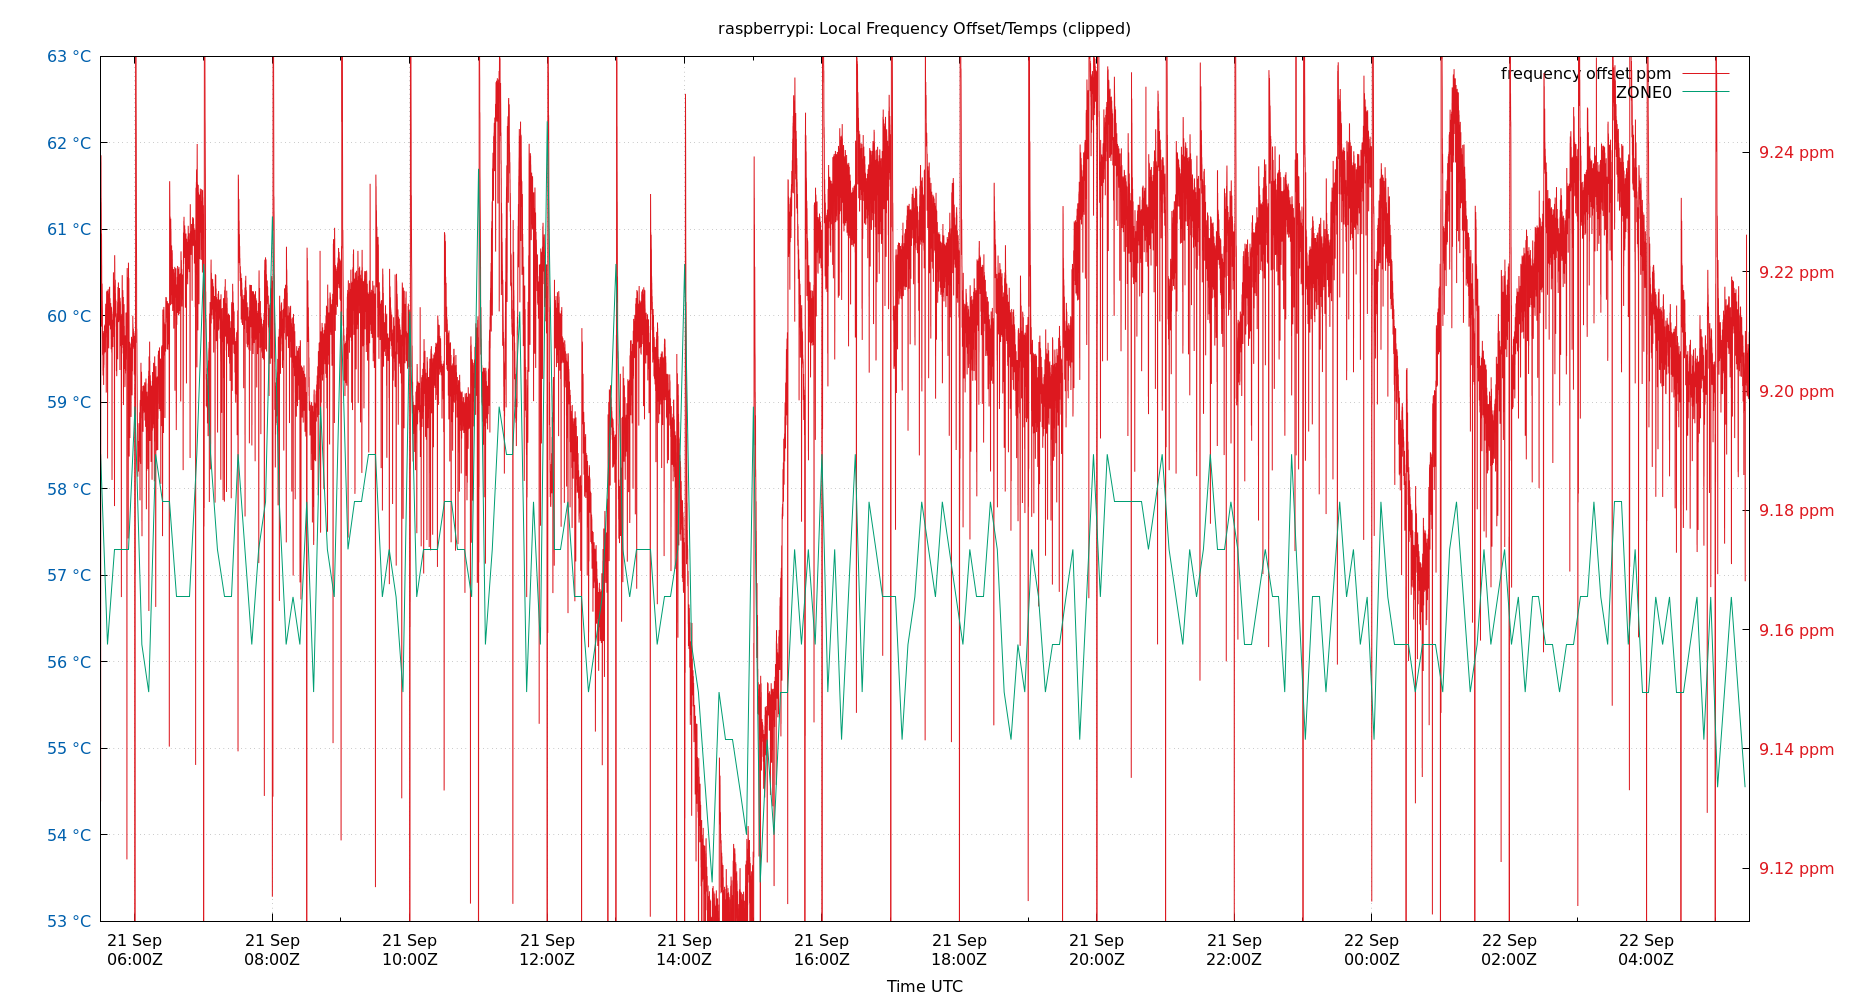 raspberrypi: Local Frequency Offset/Temps (clipped)
63 °C
62 °C
61 °C
60 °C
59 °C
58 °C
57 °C
56 °C
55 °C
54 °C
53 °C
frequency offset ppm
ZONE0
9.24 ppm
9.22 ppm
9.20 ppm
9.18 ppm
9.16 ppm
9.14 ppm
9.12 ppm
21 Sep 21 Sep 21 Sep 21 Sep 21 Sep 21 Sep 21 Sep 21 Sep 21 Sep 22 Sep 22 Sep 22 Sep
06:00Z 08:00Z 10:00Z 12:00Z 14:00Z 16:00Z 18:00Z 20:00Z 22:00Z 00:00Z 02:00Z 04:00Z
Time UTC